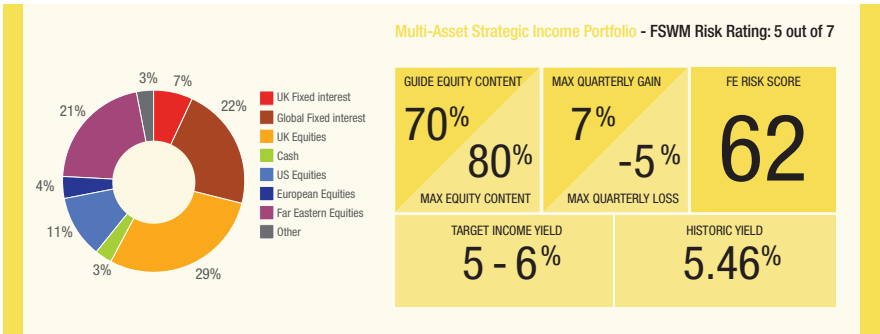 Multi-Asset Strategic Income Portfolio - FSWM Risk Rating: 5 out of 7
3%
7%
22%
29%
3%
11%
4%
21%
UK Fixed interest
Global Fixed interest
UK Equities
Cash
US Equities
European Equities
Far Eastern Equities
Other
GUIDE EQUITY CONTENT
70%
80%
MAX EQUITY CONTENT
MAX QUARTERLY GAIN
7%
-5%
MAX QUARTERLY LOSS
FE RISK SCORE
62
TARGET INCOME YIELD
5 - 6%
HISTORIC YIELD
5.46%